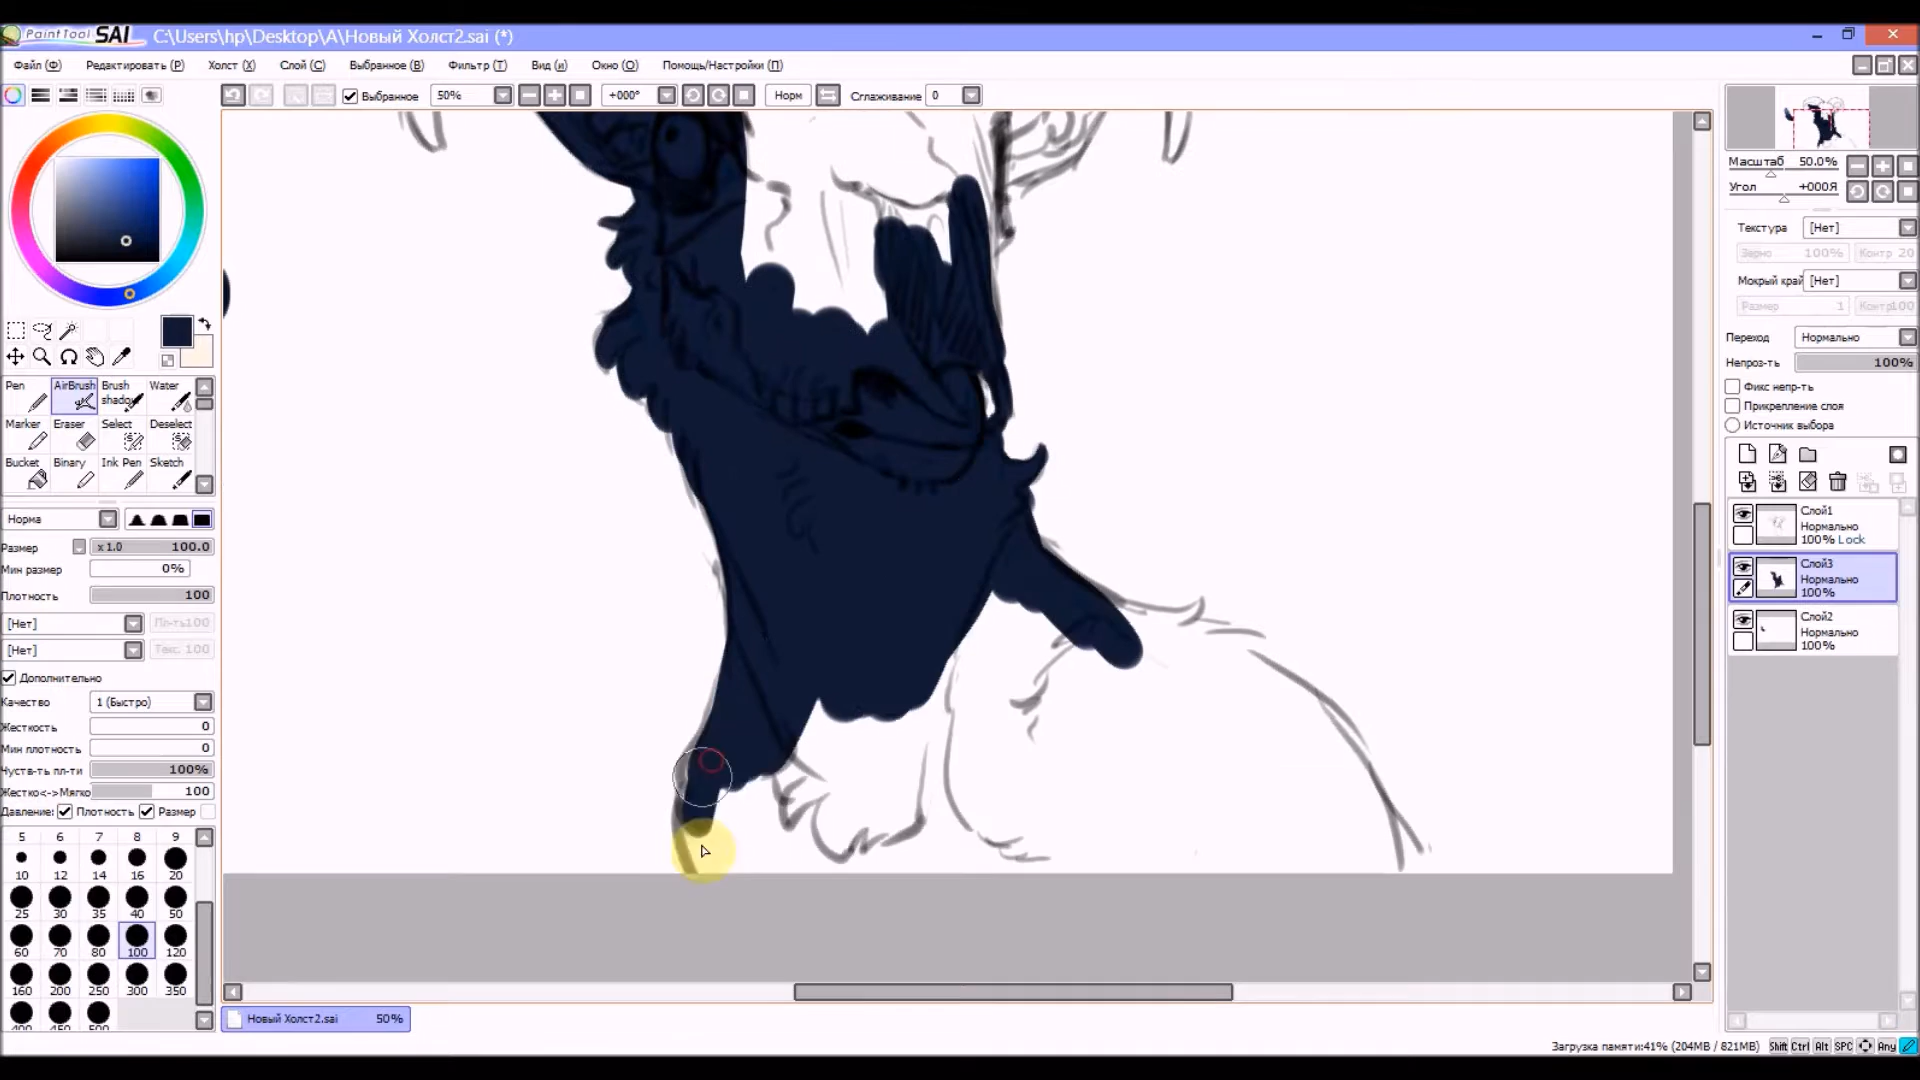 PaintTool SAI C:\Users\hp\Desktop\A\Новый Холст2.sai (*)
Файл (Ф) Редактировать (Р) Холст (X) Слой (С) Выбранное (В) Фильтр (Т) Вид (и) Окно (О) Помощь/Настройки (П)
Выбранное 50% +000° Норм Сглаживание 0
Масштаб 50.0%
Угол +000Я
Текстура [Нет]
Зерно 100% Контр 20
Мокрый край [Нет]
Размер 1 Контр100
Переход Нормально
Непроз-ть 100%
Фикс непр-ть
Прикрепление слоя
Источник выбора
Pen AirBrush Brush shadow Water
Marker Eraser Select Deselect
Bucket Binary Ink Pen Sketch
Норма
Размер x 1.0 100.0
Мин размер 0%
Плотность 100
[Нет] Пл-ть100
[Нет] Текс. 100
Дополнительно
Качество 1 (Быстро)
Жесткость 0
Мин плотность 0
Чуств-ть пл-ти 100%
Жестко<->Мягко 100
Давление: Плотность Размер
5 6 7 8 9
10 12 14 16 20
25 30 35 40 50
60 70 80 100 120
160 200 250 300 350
400 450 500
Слой1
Нормально
100% Lock
Слой3
Нормально
100%
Слой2
Нормально
100%
Новый Холст2.sai 50%
Загрузка памяти:41% (204MB / 821MB) Shift Ctrl Alt SPC Any